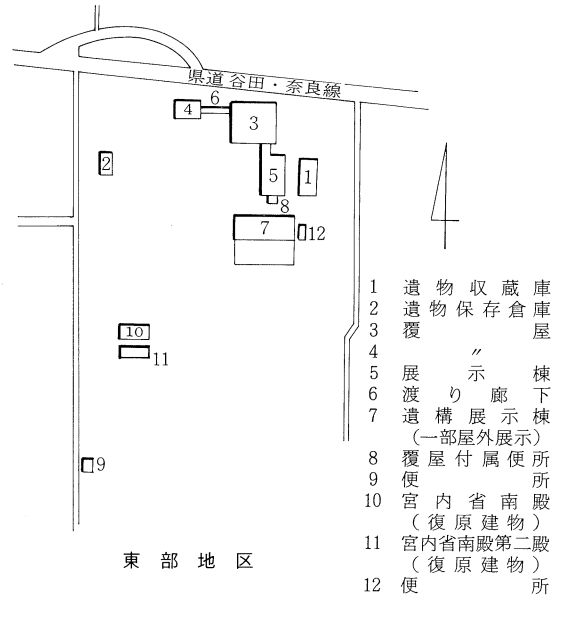 県道谷田・奈良線
6
4
3
2
5
1
8
7
12
10
11
9
1 遺物収蔵庫
2 遺物保存倉庫
3 覆屋
4 〃
5 展示棟
6 渡り廊下
7 遺構展示棟
(一部屋外展示)
8 覆屋付属便所
9 便所
10 宮内省南殿
(復原建物)
11 宮内省南殿第二殿
(復原建物)
12 便所
東部地区